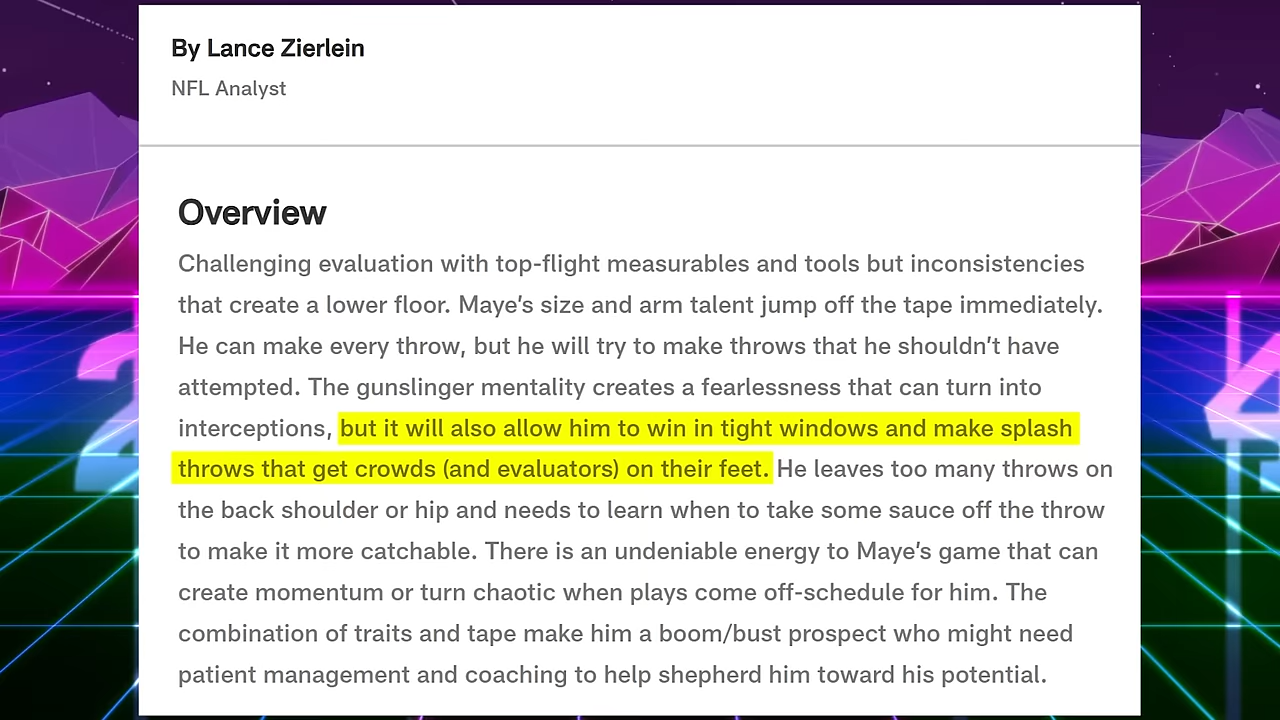 By Lance Zierlein
NFL Analyst
Overview
Challenging evaluation with top-flight measurables and tools but inconsistencies
that create a lower floor. Maye’s size and arm talent jump off the tape immediately.
He can make every throw, but he will try to make throws that he shouldn’t have
attempted. The gunslinger mentality creates a fearlessness that can turn into
interceptions, but it will also allow him to win in tight windows and make splash
throws that get crowds (and evaluators) on their feet. He leaves too many throws on
the back shoulder or hip and needs to learn when to take some sauce off the throw
to make it more catchable. There is an undeniable energy to Maye’s game that can
create momentum or turn chaotic when plays come off-schedule for him. The
combination of traits and tape make him a boom/bust prospect who might need
patient management and coaching to help shepherd him toward his potential.